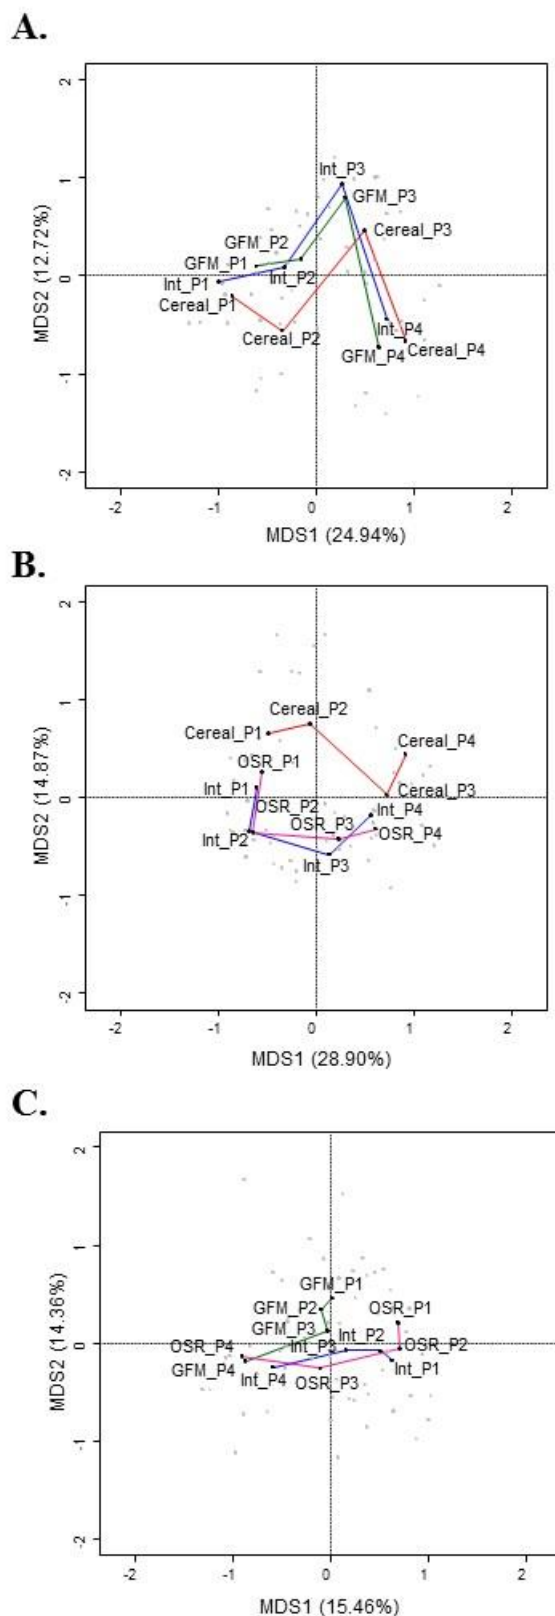 A.
2
1
0
-1
-2
MDS2 (12.72%)
Int_P3
GFM_P3
GFM_P2
Cereal_P3
GFM_P1
Int_P1
Int_P2
Cereal_P1
Cereal_P2
Int_P4
GFM_P4
Cereal_P4
-2
-1
0
1
2
MDS1 (24.94%)
B.
2
1
0
-1
-2
MDS2 (14.87%)
Cereal_P2
Cereal_P1
Cereal_P4
OSR_P1
Int_P1
Cereal_P3
OSR_P2
Int_P4
Int_P2
OSR_P3
OSR_P4
Int_P3
-2
-1
0
1
2
MDS1 (28.90%)
C.
2
1
0
-1
-2
MDS2 (14.36%)
GFM_P1
GFM_P2
OSR_P1
GFM_P3
Int_P2
OSR_P4
Int_P3
OSR_P2
GFM_P4
Int_P1
Int_P4
OSR_P3
-2
-1
0
1
2
MDS1 (15.46%)